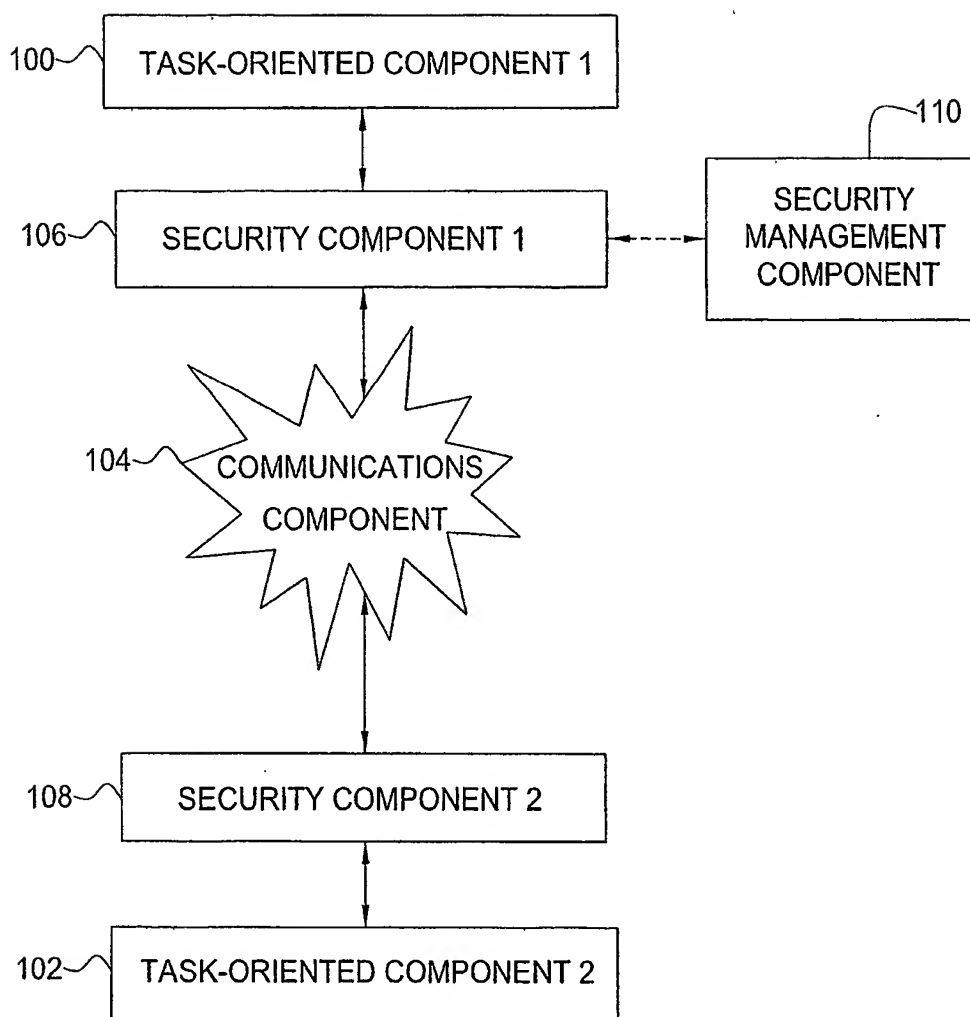 100
TASK-ORIENTED COMPONENT 1
110
106
SECURITY COMPONENT 1
SECURITY
MANAGEMENT
COMPONENT
104
COMMUNICATIONS
COMPONENT
108
SECURITY COMPONENT 2
102
TASK-ORIENTED COMPONENT 2